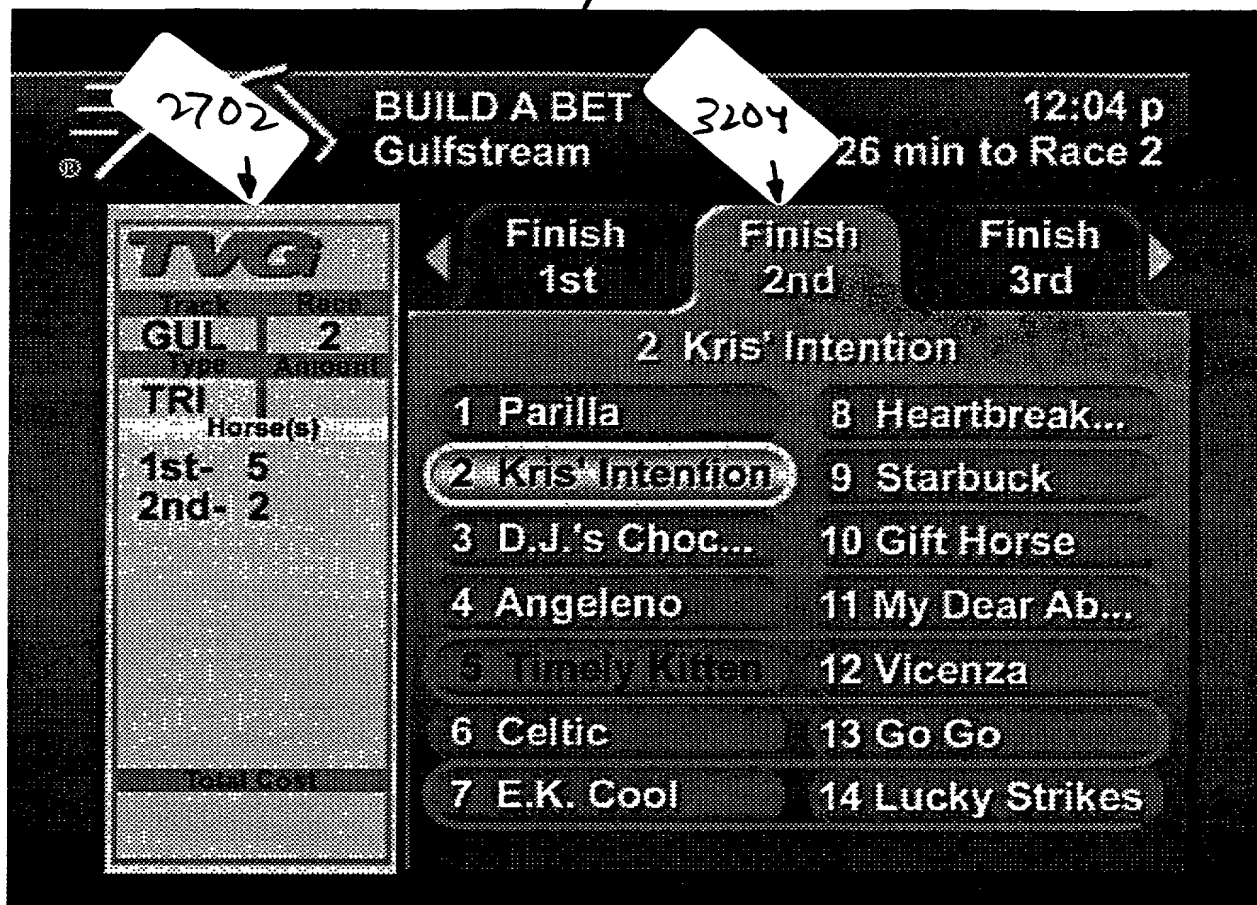 2702
3204
BUILD A BET
Gulfstream
12:04 p
26 min to Race 2
®
TVG
Track Race
GUL 2
Type Amount
TRI
Horse(s)
1st- 5
2nd- 2
Total Cost
Finish 1st
Finish 2nd
Finish 3rd
2 Kris' Intention
1 Parilla
2 Kris' Intention
3 D.J.'s Choc...
4 Angeleno
5 Timely Kitten
6 Celtic
7 E.K. Cool
8 Heartbreak...
9 Starbuck
10 Gift Horse
11 My Dear Ab...
12 Vicenza
13 Go Go
14 Lucky Strikes